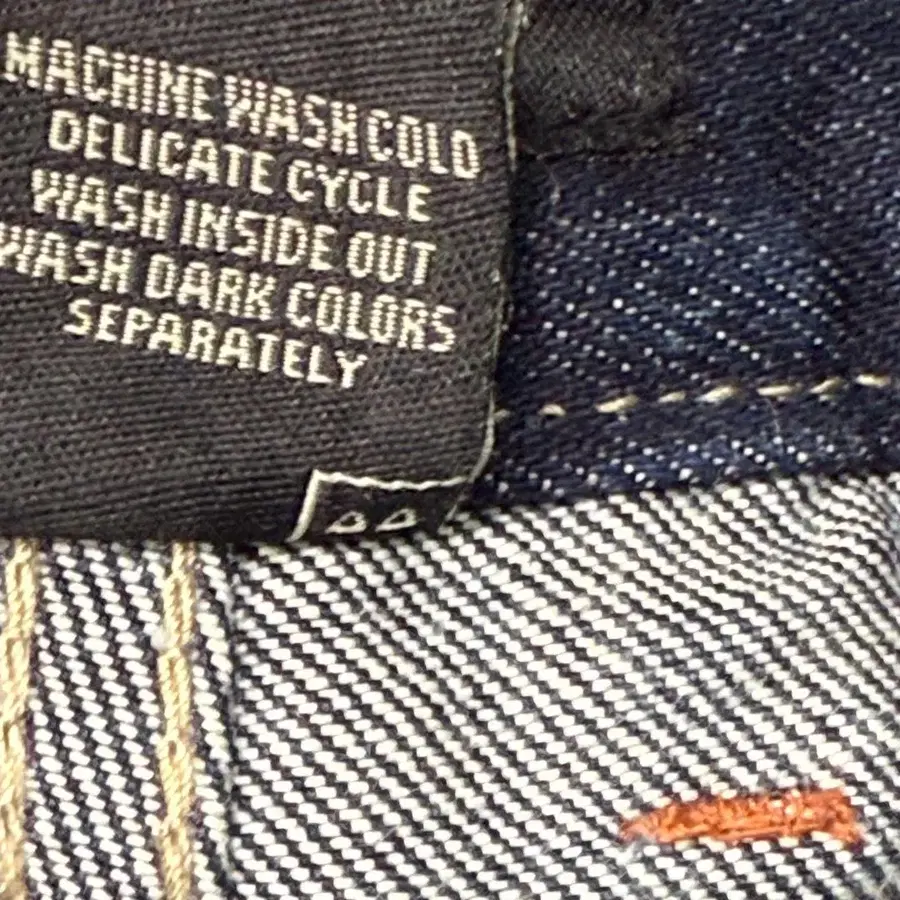 MACHINE WASH COLD
DELICATE CYCLE
WASH INSIDE OUT
WASH DARK COLORS
SEPARATELY